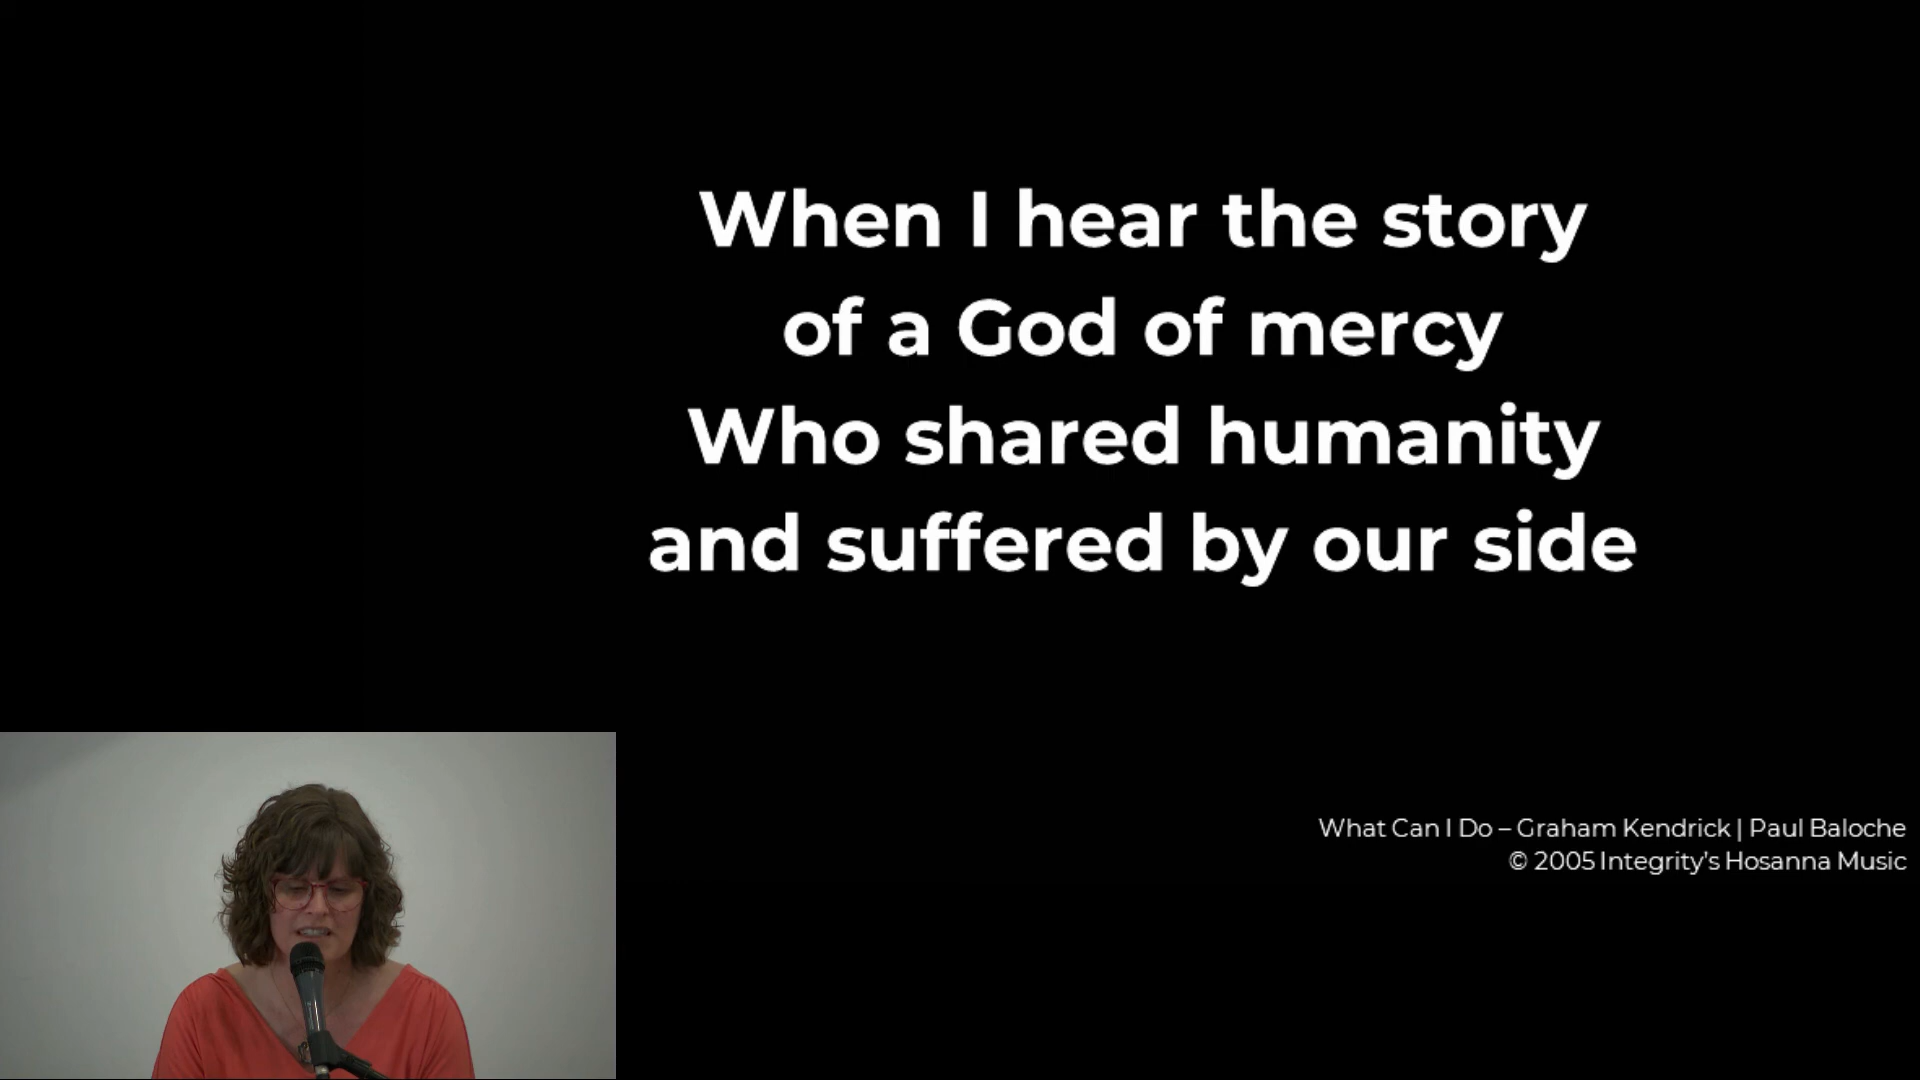 When I hear the story
of a God of mercy
Who shared humanity
and suffered by our side
What Can I Do – Graham Kendrick | Paul Baloche
© 2005 Integrity’s Hosanna Music